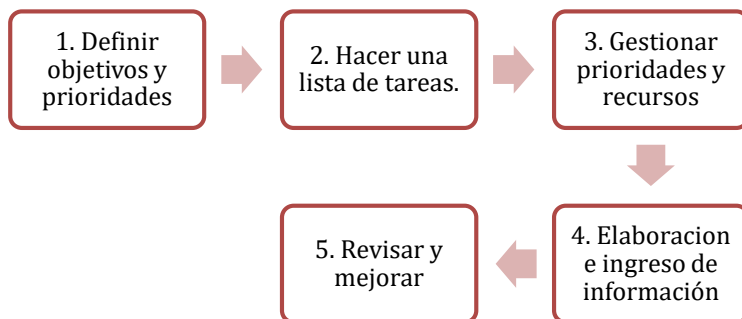 1. Definir
objetivos y
prioridades
2. Hacer una
lista de tareas.
3. Gestionar
prioridades y
recursos
4. Elaboracion
e ingreso de
información
5. Revisar y
mejorar